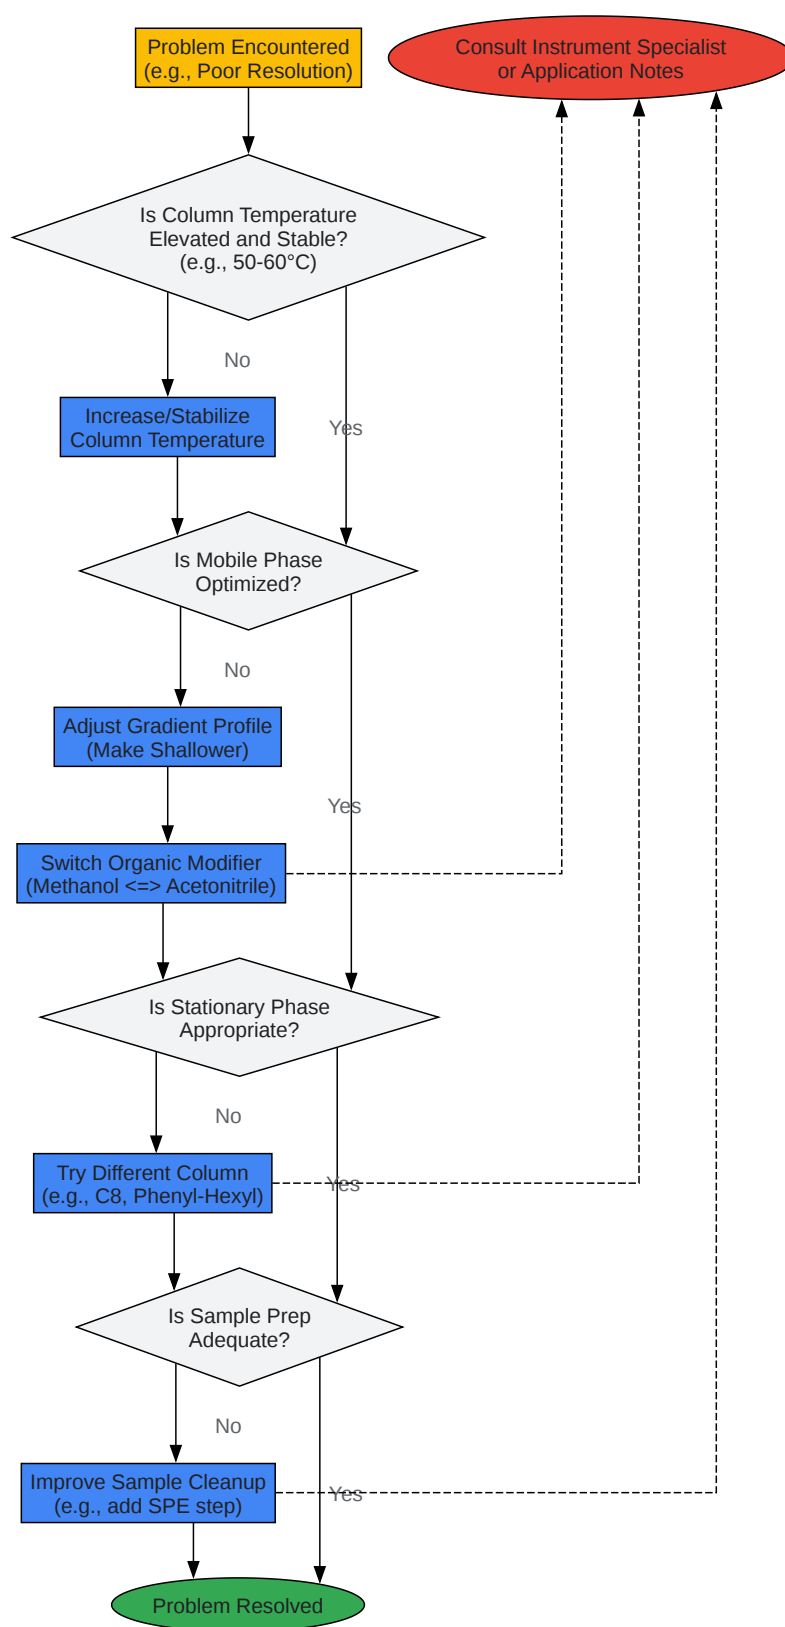 Problem Encountered
(e.g., Poor Resolution)
Consult Instrument Specialist
or Application Notes
Is Column Temperature
Elevated and Stable?
(e.g., 50-60°C)
No
Increase/Stabilize
Column Temperature
Yes
Is Mobile Phase
Optimized?
No
Adjust Gradient Profile
(Make Shallower)
Yes
Switch Organic Modifier
(Methanol <=> Acetonitrile)
Is Stationary Phase
Appropriate?
No
Try Different Column
(e.g., C8, Phenyl-Hexyl)
Yes
Is Sample Prep
Adequate?
No
Improve Sample Cleanup
(e.g., add SPE step)
Yes
Problem Resolved